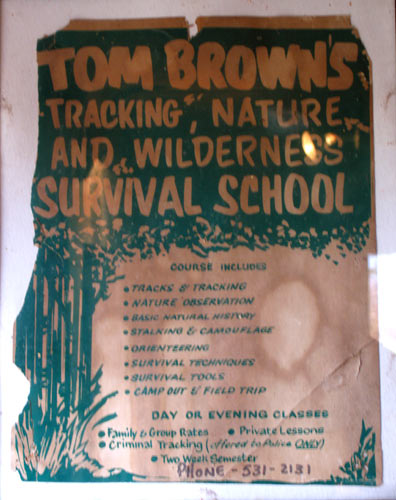 TOM BROWN'S
TRACKING, NATURE
AND WILDERNESS
SURVIVAL SCHOOL
COURSE INCLUDES
• TRACKS & TRACKING
• NATURE OBSERVATION
• BASIC NATURAL HISTORY
• STALKING & CAMOUFLAGE
• ORIENTEERING
• SURVIVAL TECHNIQUES
• SURVIVAL TOOLS
• CAMP OUT & FIELD TRIP
DAY OR EVENING CLASSES
• Family & Group Rates • Private Lessons
• Criminal Tracking (offered to Police ONLY)
• Two Week Semester
PHONE - 531-2131